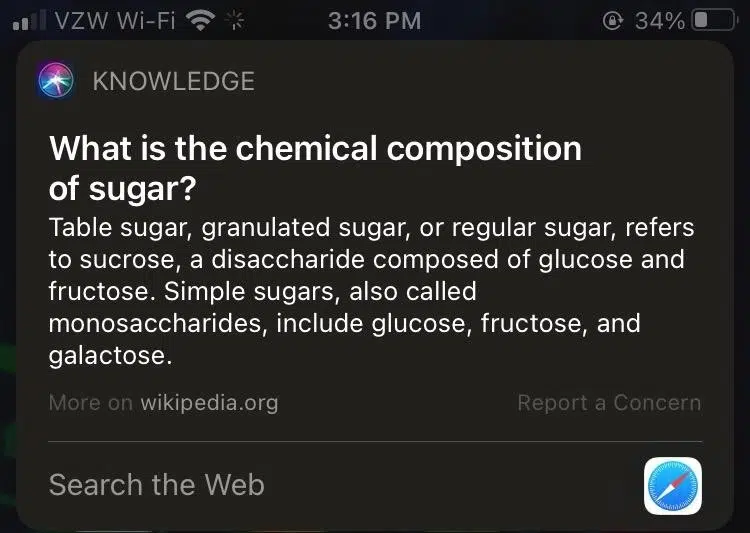 VZW Wi-Fi 3:16 PM 34%
KNOWLEDGE
What is the chemical composition
of sugar?
Table sugar, granulated sugar, or regular sugar, refers
to sucrose, a disaccharide composed of glucose and
fructose. Simple sugars, also called
monosaccharides, include glucose, fructose, and
galactose.
More on wikipedia.org Report a Concern
Search the Web